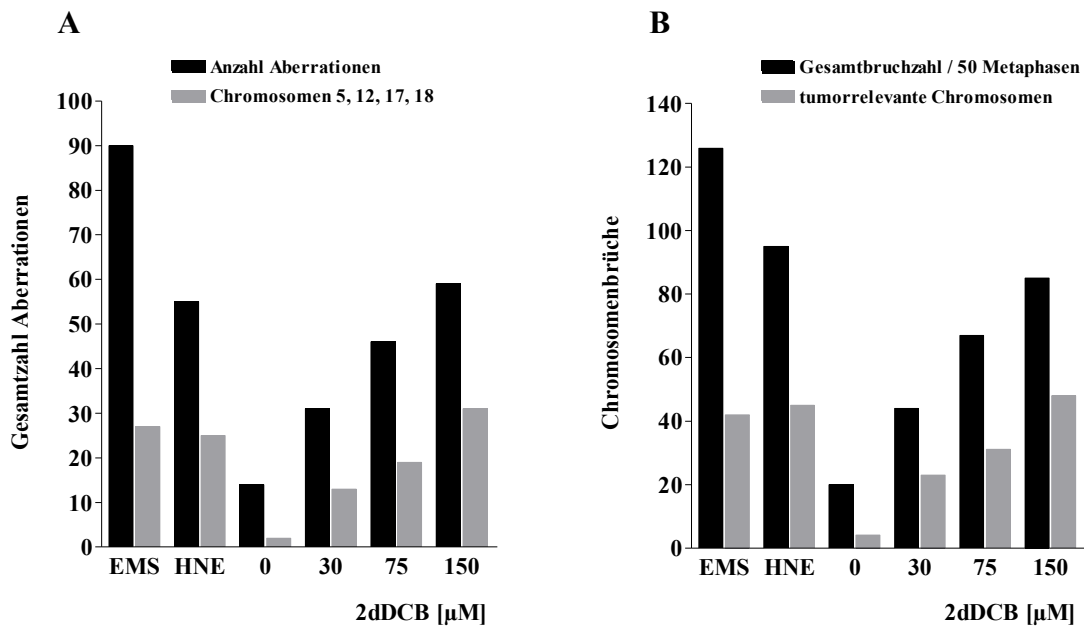 A
Anzahl Aberrationen
Chromosomen 5, 12, 17, 18
Gesamtzahl Aberrationen
100
90
80
70
60
50
40
30
20
10
0
EMS HNE 0 30 75 150
2dDCB [µM]
B
Gesamtbruchzahl / 50 Metaphasen
tumorrelevante Chromosomen
Chromosomenbrüche
140
120
100
80
60
40
20
0
EMS HNE 0 30 75 150
2dDCB [µM]